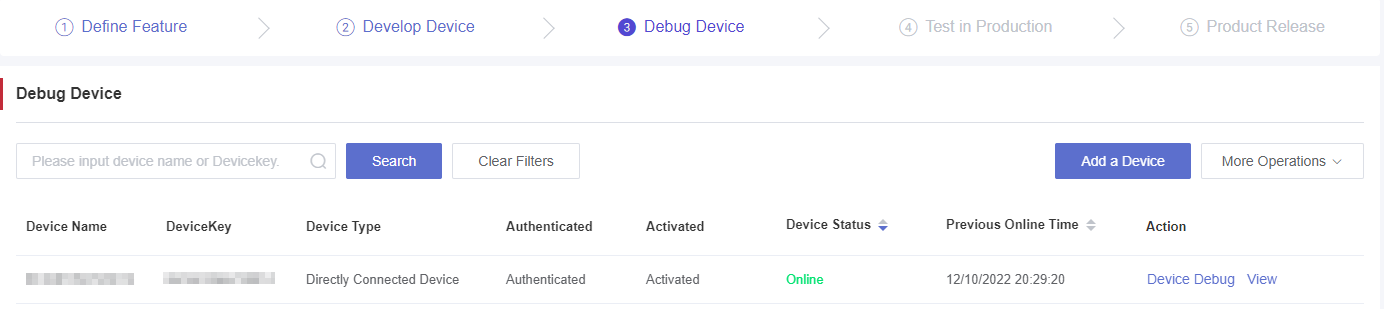 1 Define Feature 2 Develop Device 3 Debug Device 4 Test in Production 5 Product Release
Debug Device
Please input device name or Devicekey. Search Clear Filters Add a Device More Operations
Device Name DeviceKey Device Type Authenticated Activated Device Status Previous Online Time Action
Directly Connected Device Authenticated Activated Online 12/10/2022 20:29:20 Device Debug View